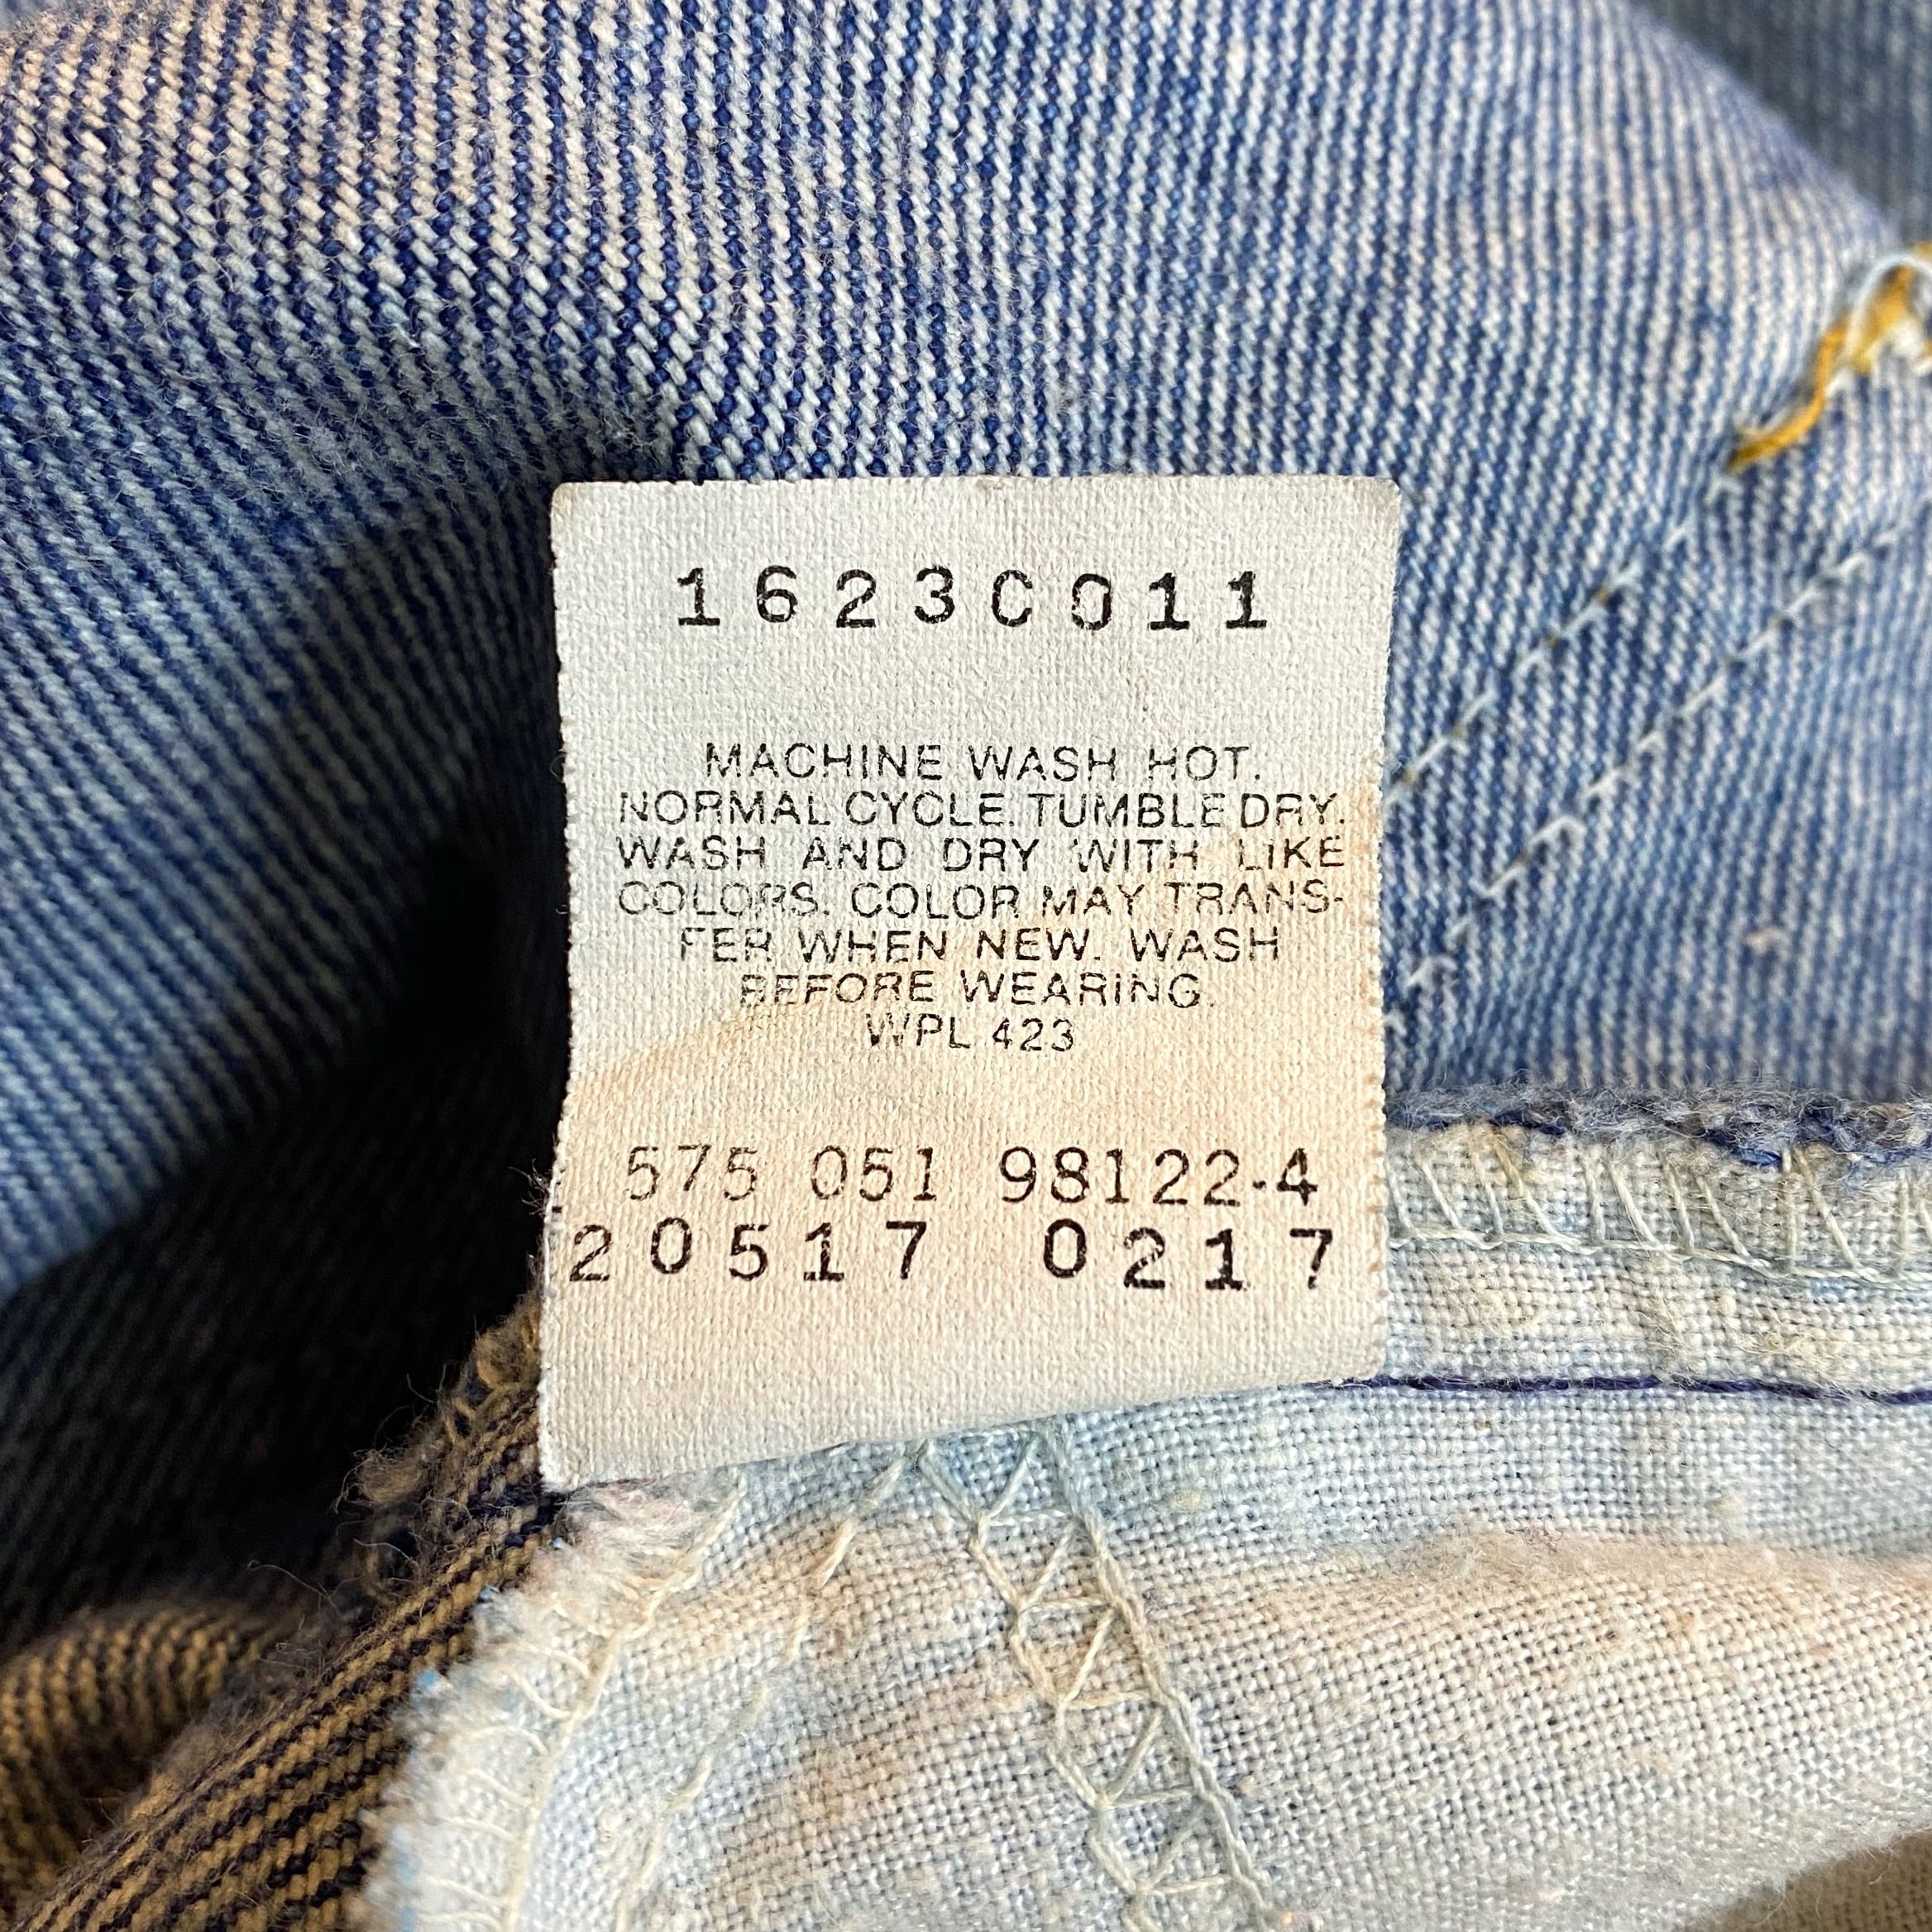 1623C011
MACHINE WASH HOT.
NORMAL CYCLE. TUMBLE DRY.
WASH AND DRY WITH LIKE
COLORS. COLOR MAY TRANS-
FER WHEN NEW. WASH
BEFORE WEARING.
WPL 423
575 051 98122-4
20517 0217